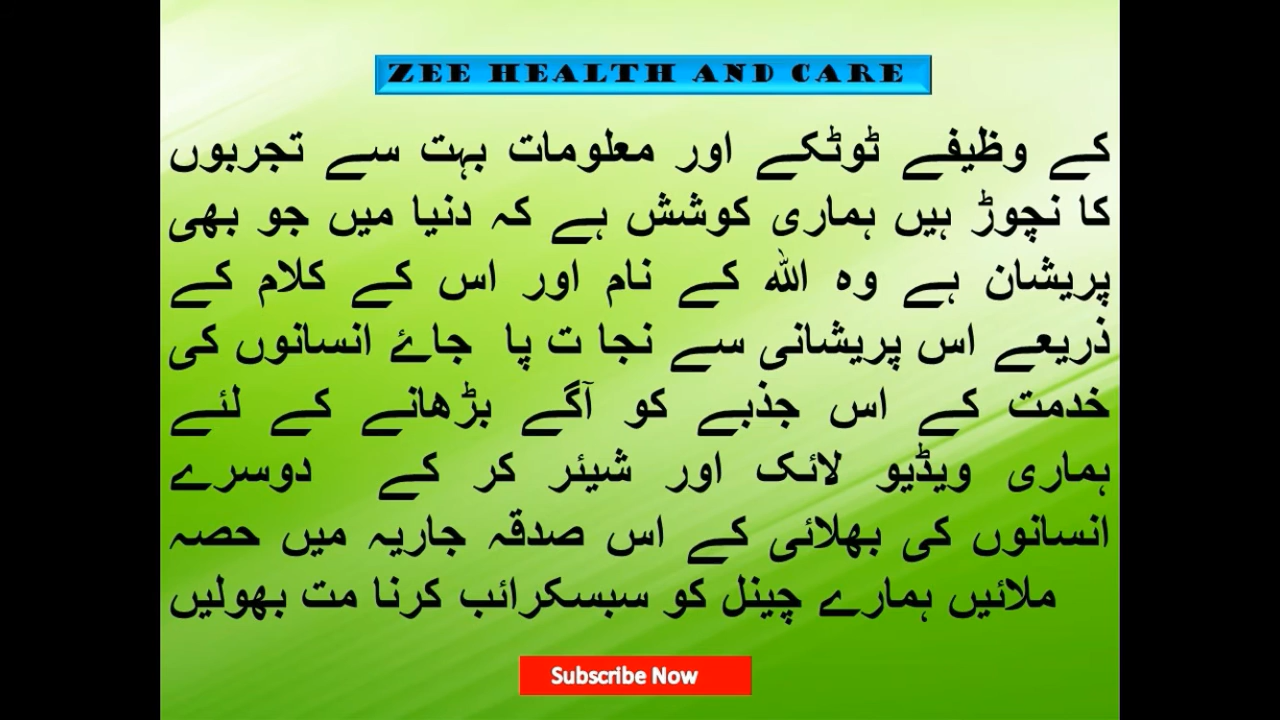 ZEE HEALTH AND CARE
کے وظیفے ٹوٹکے اور معلومات بہت سے تجربوں
کا نچوڑ ہیں ہماری کوشش ہے کہ دنیا میں جو بھی
پریشان ہے وہ اللہ کے نام اور اس کے کلام کے
ذریعے اس پریشانی سے نجا ت پا جائے انسانوں کی
خدمت کے اس جذبے کو آگے بڑھانے کے لئے
ہماری ویڈیو لائک اور شیئر کر کے دوسرے
انسانوں کی بھلائی کے اس صدقہ جاریہ میں حصہ
ملائیں ہمارے چینل کو سبسکرائب کرنا مت بھولیں
Subscribe Now